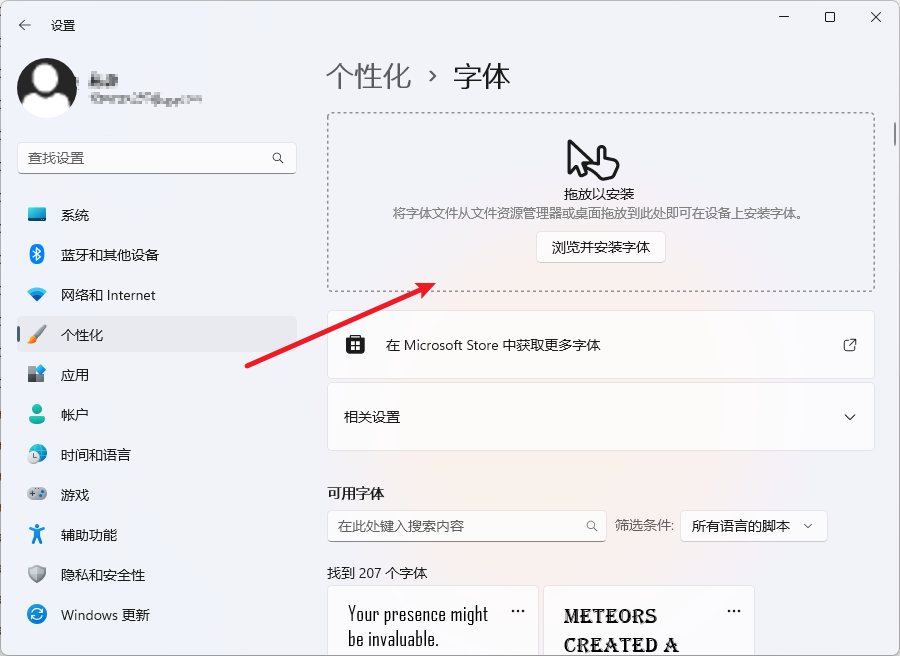 设置
个性化 › 字体
查找设置
系统
蓝牙和其他设备
网络和 Internet
个性化
应用
帐户
时间和语言
游戏
辅助功能
隐私和安全性
Windows 更新
拖放以安装
将字体文件从文件资源管理器或桌面拖放到此处即可在设备上安装字体。
浏览并安装字体
在 Microsoft Store 中获取更多字体
相关设置
可用字体
在此处键入搜索内容
筛选条件: 所有语言的脚本
找到 207 个字体
Your presence might
be invaluable.
METEORS
CREATED A